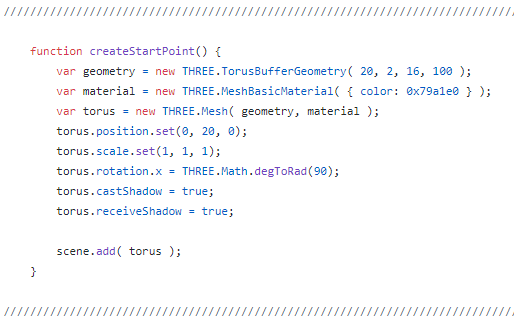 ////////////////////////////////////////////////////////////////////////////////
function createStartPoint() {
    var geometry = new THREE.TorusBufferGeometry( 20, 2, 16, 100 );
    var material = new THREE.MeshBasicMaterial( { color: 0x79a1e0 } );
    var torus = new THREE.Mesh( geometry, material );
    torus.position.set(0, 20, 0);
    torus.scale.set(1, 1, 1);
    torus.rotation.x = THREE.Math.degToRad(90);
    torus.castShadow = true;
    torus.receiveShadow = true;
    scene.add( torus );
}
////////////////////////////////////////////////////////////////////////////////